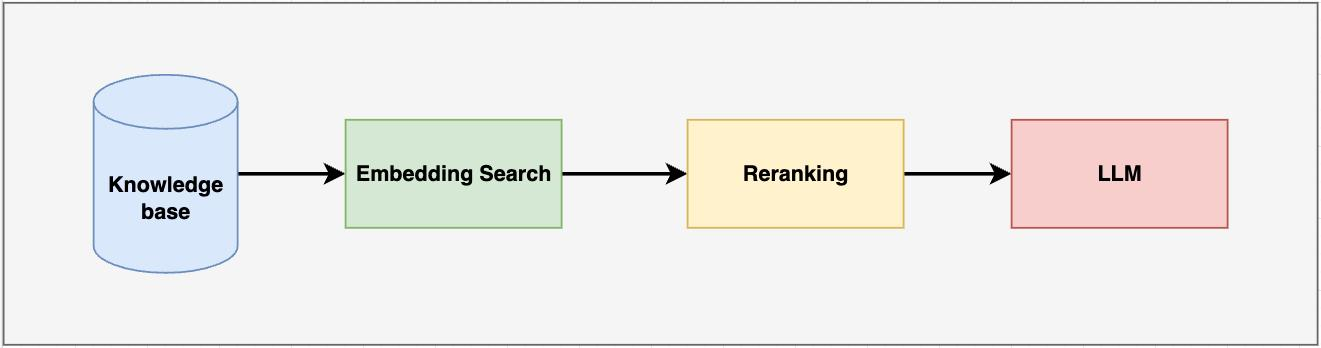 Knowledge
base
Embedding Search
Reranking
LLM